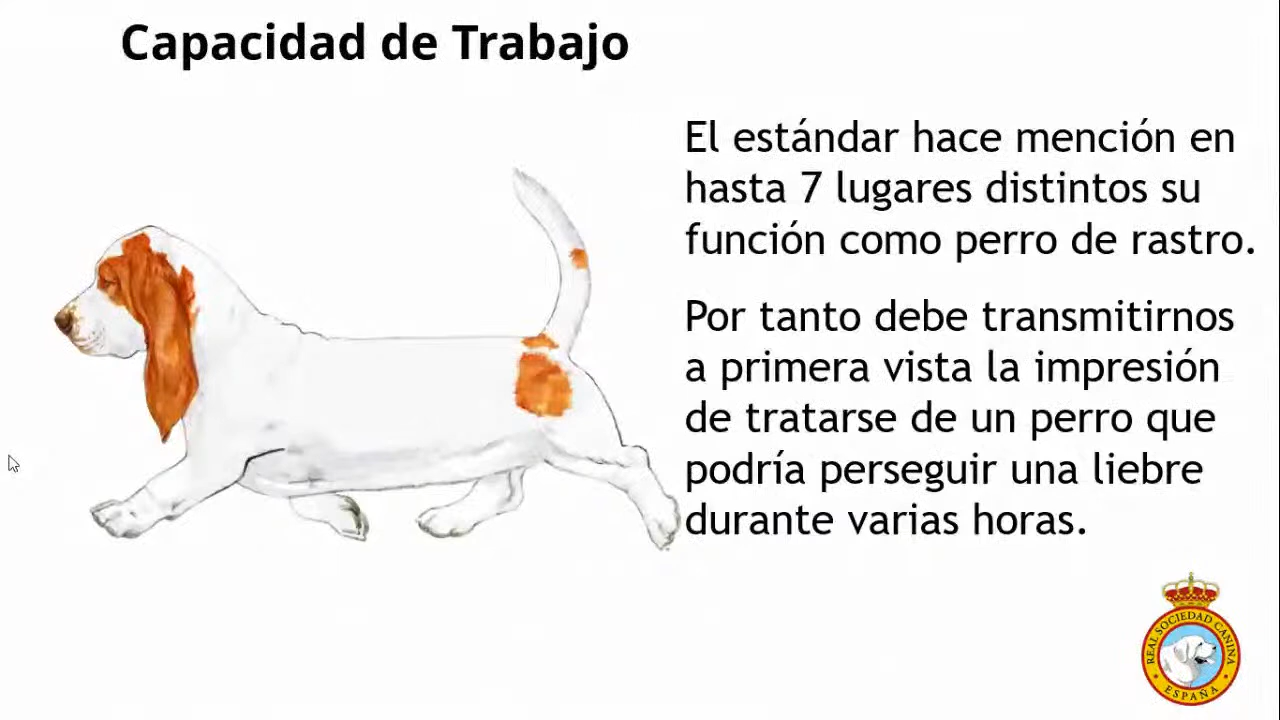 Capacidad de Trabajo
El estándar hace mención en
hasta 7 lugares distintos su
función como perro de rastro.
Por tanto debe transmitirnos
a primera vista la impresión
de tratarse de un perro que
podría perseguir una liebre
durante varias horas.
REAL SOCIEDAD CANINA
ESPAÑA